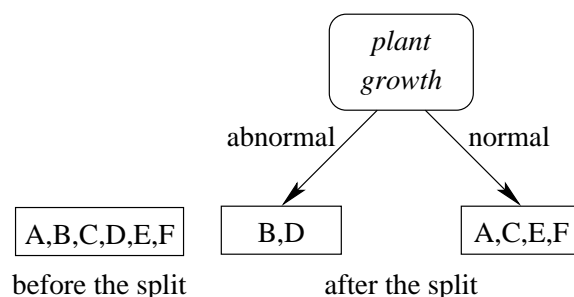 plant
growth
abnormal
normal
A,B,C,D,E,F
B,D
A,C,E,F
before the split
after the split